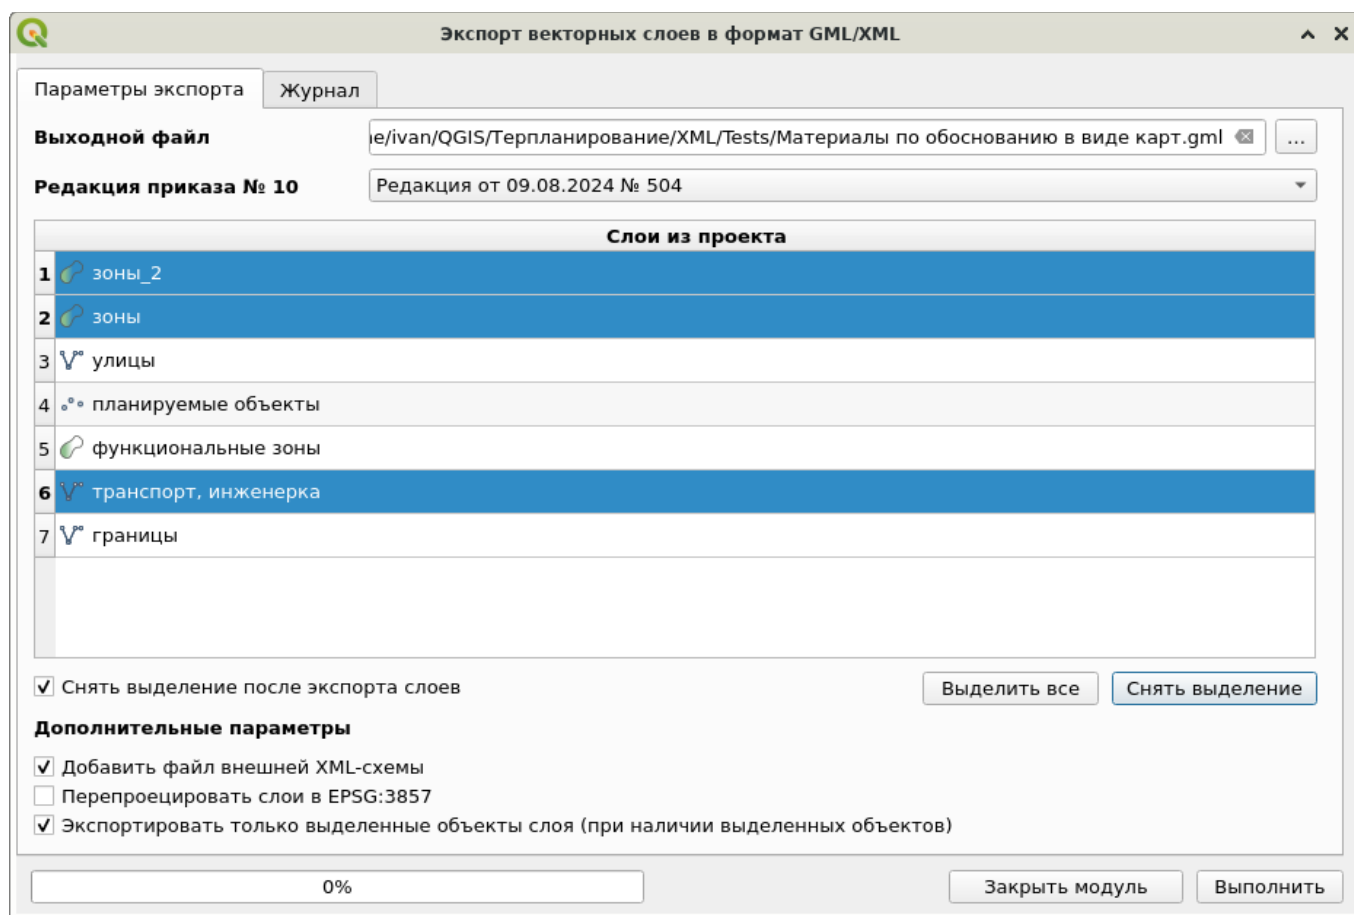 Экспорт векторных слоев в формат GML/XML
Параметры экспорта Журнал
Выходной файл е/ivan/QGIS/Терпланирование/XML/Tests/Материалы по обоснованию в виде карт.gml ...
Редакция приказа № 10 Редакция от 09.08.2024 № 504
Слои из проекта
1 зоны_2
2 зоны
3 улицы
4 планируемые объекты
5 функциональные зоны
6 транспорт, инженерка
7 границы
Снять выделение после экспорта слоев Выделить все Снять выделение
Дополнительные параметры
Добавить файл внешней XML-схемы
Перепроецировать слои в EPSG:3857
Экспортировать только выделенные объекты слоя (при наличии выделенных объектов)
0% Закрыть модуль Выполнить